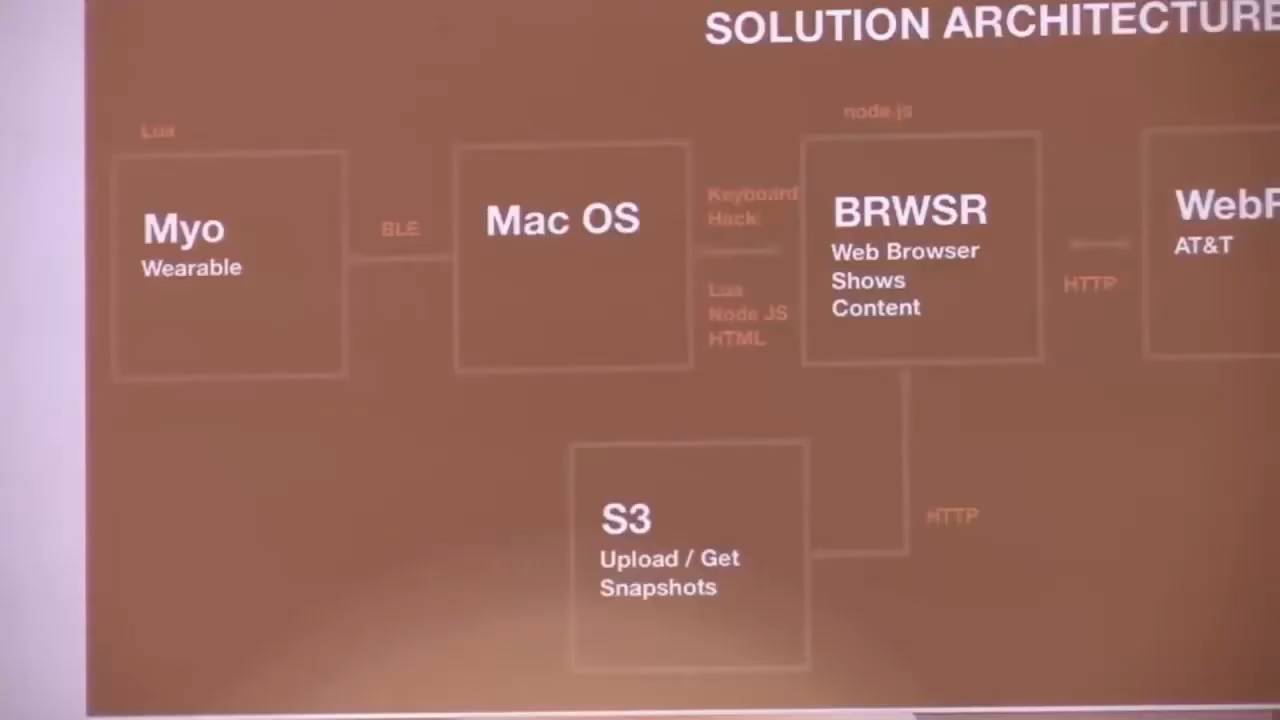 SOLUTION ARCHITECTURE
Lua
Myo
Wearable
BLE
Mac OS
Keyboard
Hack
Lua
Node JS
HTML
node.js
BRWSR
Web Browser
Shows
Content
HTTP
AT&T
S3
Upload / Get
Snapshots
HTTP